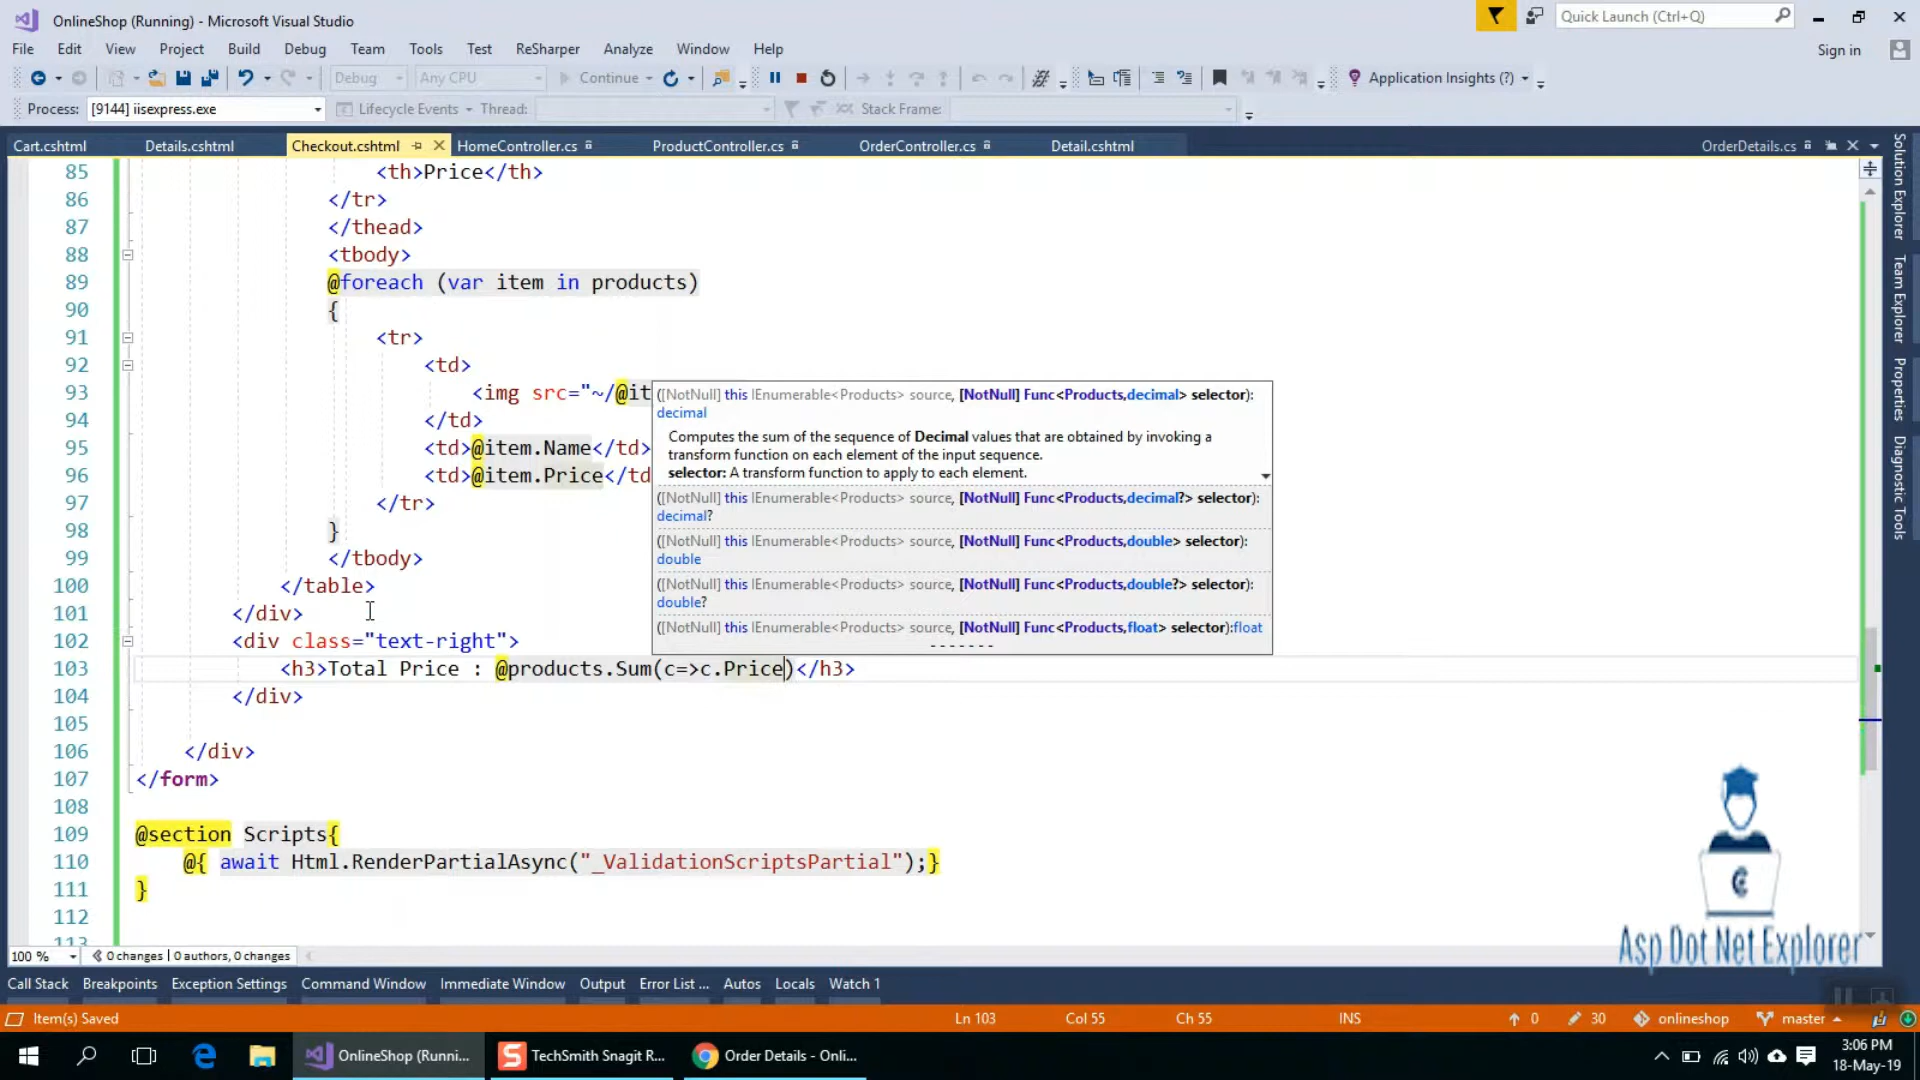 OnlineShop (Running) - Microsoft Visual Studio
Quick Launch (Ctrl+Q)
File Edit View Project Build Debug Team Tools Test ReSharper Analyze Window Help
Sign in
Debug Any CPU Continue Application Insights (?)
Process: [9144] iisexpress.exe Lifecycle Events Thread: Stack Frame:
Cart.cshtml Details.cshtml Checkout.cshtml HomeController.cs ProductController.cs OrderController.cs Detail.cshtml OrderDetails.cs
85 <th>Price</th>
86 </tr>
87 </thead>
88 <tbody>
89 @foreach (var item in products)
90 {
91 <tr>
92 <td>
93 <img src="~/@it
94 </td>
95 <td>@item.Name</td>
96 <td>@item.Price</td
97 </tr>
98 }
99 </tbody>
100 </table>
101 </div>
102 <div class="text-right">
103 <h3>Total Price : @products.Sum(c=>c.Price)</h3>
104 </div>
105
106 </div>
107 </form>
108
109 @section Scripts{
110 @{ await Html.RenderPartialAsync("_ValidationScriptsPartial");}
111 }
112
113
([NotNull] this IEnumerable<Products> source, [NotNull] Func<Products,decimal> selector):
decimal
Computes the sum of the sequence of Decimal values that are obtained by invoking a
transform function on each element of the input sequence.
selector: A transform function to apply to each element.
([NotNull] this IEnumerable<Products> source, [NotNull] Func<Products,decimal?> selector):
decimal?
([NotNull] this IEnumerable<Products> source, [NotNull] Func<Products,double> selector):
double
([NotNull] this IEnumerable<Products> source, [NotNull] Func<Products,double?> selector):
double?
([NotNull] this IEnumerable<Products> source, [NotNull] Func<Products,float> selector):float
Solution Explorer
Team Explorer
Properties
Diagnostic Tools
Asp Dot Net Explorer
100 % 0 changes | 0 authors, 0 changes
Call Stack Breakpoints Exception Settings Command Window Immediate Window Output Error List ... Autos Locals Watch 1
Item(s) Saved Ln 103 Col 55 Ch 55 INS 0 30 onlineshop master
OnlineShop (Runni... TechSmith Snagit R... Order Details - Onli...
3:06 PM
18-May-19